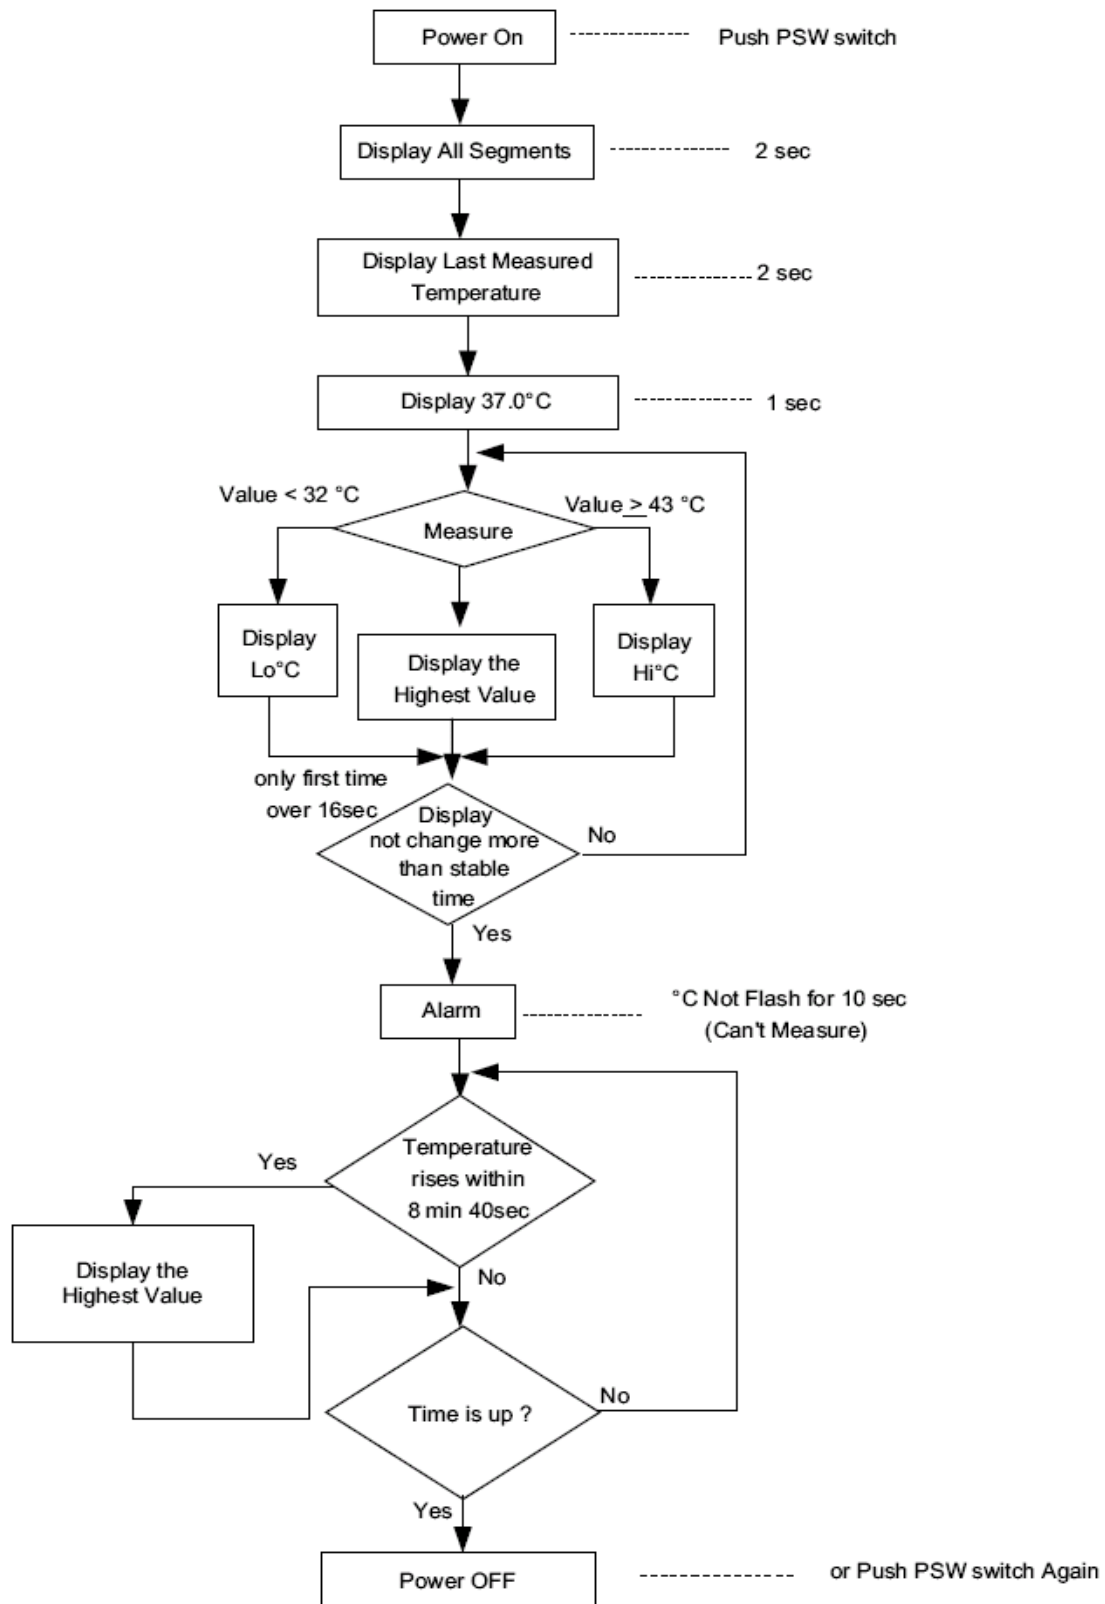 Power On
Push PSW switch
Display All Segments
2 sec
Display Last Measured
Temperature
2 sec
Display 37.0°C
1 sec
Value < 32 °C
Value > 43 °C
Measure
Display
Lo°C
Display the
Highest Value
Display
Hi°C
only first time
over 16sec
Display
not change more
than stable
time
No
Yes
Alarm
°C Not Flash for 10 sec
(Can't Measure)
Temperature
rises within
8 min 40sec
Yes
Display the
Highest Value
No
Time is up ?
No
Yes
Power OFF
or Push PSW switch Again